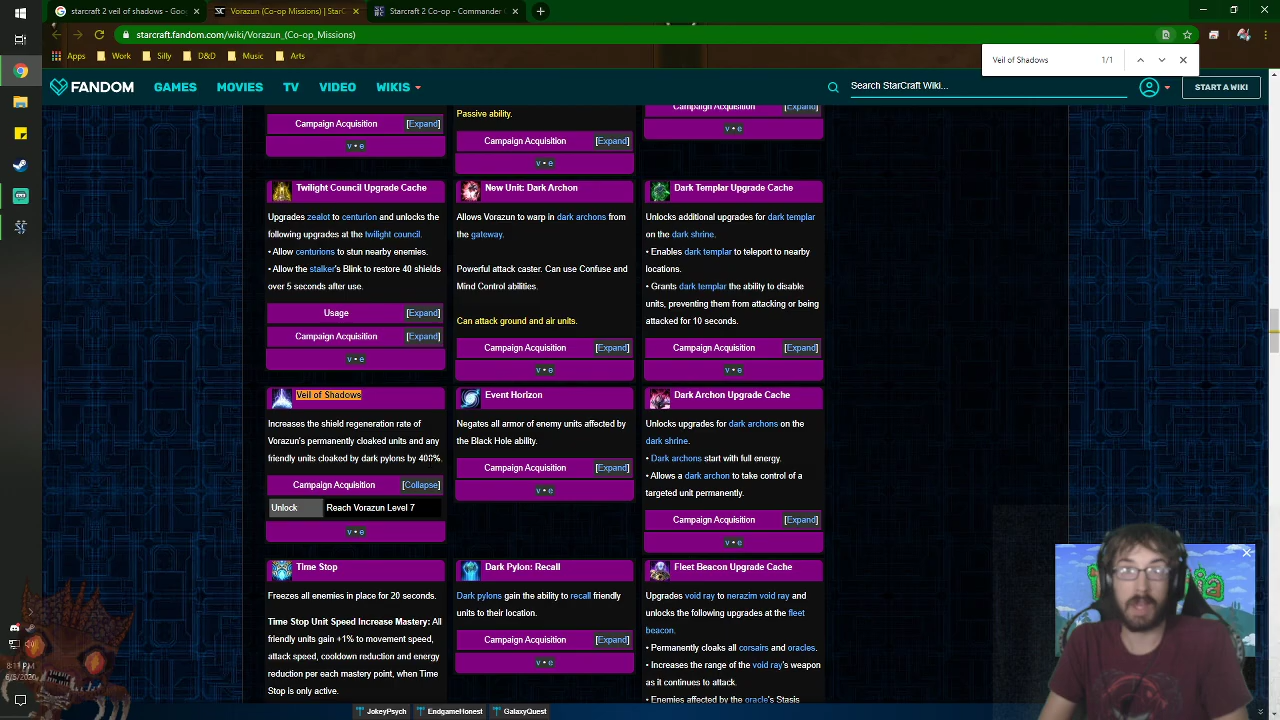 starcraft 2 veil of shadows - Goo
Vorazun (Co-op Missions) | StarC
Starcraft 2 Co-op - Commander G
starcraft.fandom.com/wiki/Vorazun_(Co-op_Missions)
Apps
Work
Silly
D&D
Music
Arts
Veil of Shadows
1/1
FANDOM
GAMES
MOVIES
TV
VIDEO
WIKIS
Search StarCraft Wiki...
START A WIKI
Campaign Acquisition [Expand]
v • e
Passive ability.
Campaign Acquisition [Expand]
v • e
Campaign Acquisition [Expand]
v • e
Twilight Council Upgrade Cache
Upgrades zealot to centurion and unlocks the
following upgrades at the twilight council.
• Allow centurions to stun nearby enemies.
• Allow the stalker's Blink to restore 40 shields
over 5 seconds after use.
Usage [Expand]
Campaign Acquisition [Expand]
v • e
New Unit: Dark Archon
Allows Vorazun to warp in dark archons from
the gateway.
Powerful attack caster. Can use Confuse and
Mind Control abilities.
Can attack ground and air units.
Campaign Acquisition [Expand]
v • e
Dark Templar Upgrade Cache
Unlocks additional upgrades for dark templar
on the dark shrine.
• Enables dark templar to teleport to nearby
locations.
• Grants dark templar the ability to disable
units, preventing them from attacking or being
attacked for 10 seconds.
Campaign Acquisition [Expand]
v • e
Veil of Shadows
Increases the shield regeneration rate of
Vorazun's permanently cloaked units and any
friendly units cloaked by dark pylons by 400%.
Campaign Acquisition [Collapse]
Unlock Reach Vorazun Level 7
v • e
Event Horizon
Negates all armor of enemy units affected by
the Black Hole ability.
Campaign Acquisition [Expand]
v • e
Dark Archon Upgrade Cache
Unlocks upgrades for dark archons on the
dark shrine.
• Dark archons start with full energy.
• Allows a dark archon to take control of a
targeted unit permanently.
Campaign Acquisition [Expand]
v • e
Time Stop
Freezes all enemies in place for 20 seconds.
Time Stop Unit Speed Increase Mastery: All
friendly units gain +1% to movement speed,
attack speed, cooldown reduction and energy
reduction per each mastery point, when Time
Stop is only active.
Dark Pylon: Recall
Dark pylons gain the ability to recall friendly
units to their location.
Campaign Acquisition [Expand]
v • e
Fleet Beacon Upgrade Cache
Upgrades void ray to nerazim void ray and
unlocks the following upgrades at the fleet
beacon.
• Permanently cloaks all corsairs and oracles.
• Increases the range of the void ray's weapon
as it continues to attack.
• Enemies affected by the oracle's Stasis
8:11 PM
6/3/2020
JokeyPsych
EndgameHonest
GalaxyQuest